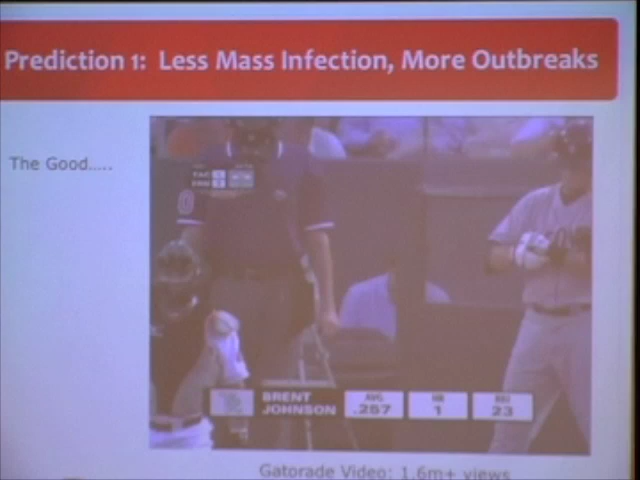 Prediction 1: Less Mass Infection, More Outbreaks
The Good.....
0
BRENT
JOHNSON
AVG
.257
HR
1
RBI
23
Gatorade Video: 1.6m+ views